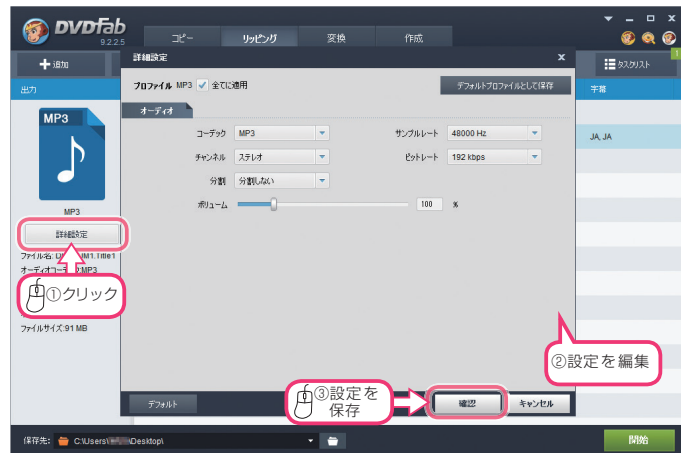 DVDFab
9.2.2.5
コピー
リッピング
変換
作成
追加
詳細設定
タスクリスト
1
出力
プロファイル MP3 全てに適用
デフォルトプロファイルとして保存
字幕
オーディオ
MP3
コーデック MP3
サンプルレート 48000 Hz
JA, JA
チャンネル ステレオ
ビットレート 192 kbps
分割 分割しない
ボリューム 100 %
MP3
詳細設定
ファイル名: Title1
オーディオコーデック:MP3
①クリック
ファイルサイズ:91 MB
②設定を編集
③設定を
保存
デフォルト
確認
キャンセル
保存先: C:\Users\ \Desktop\
開始